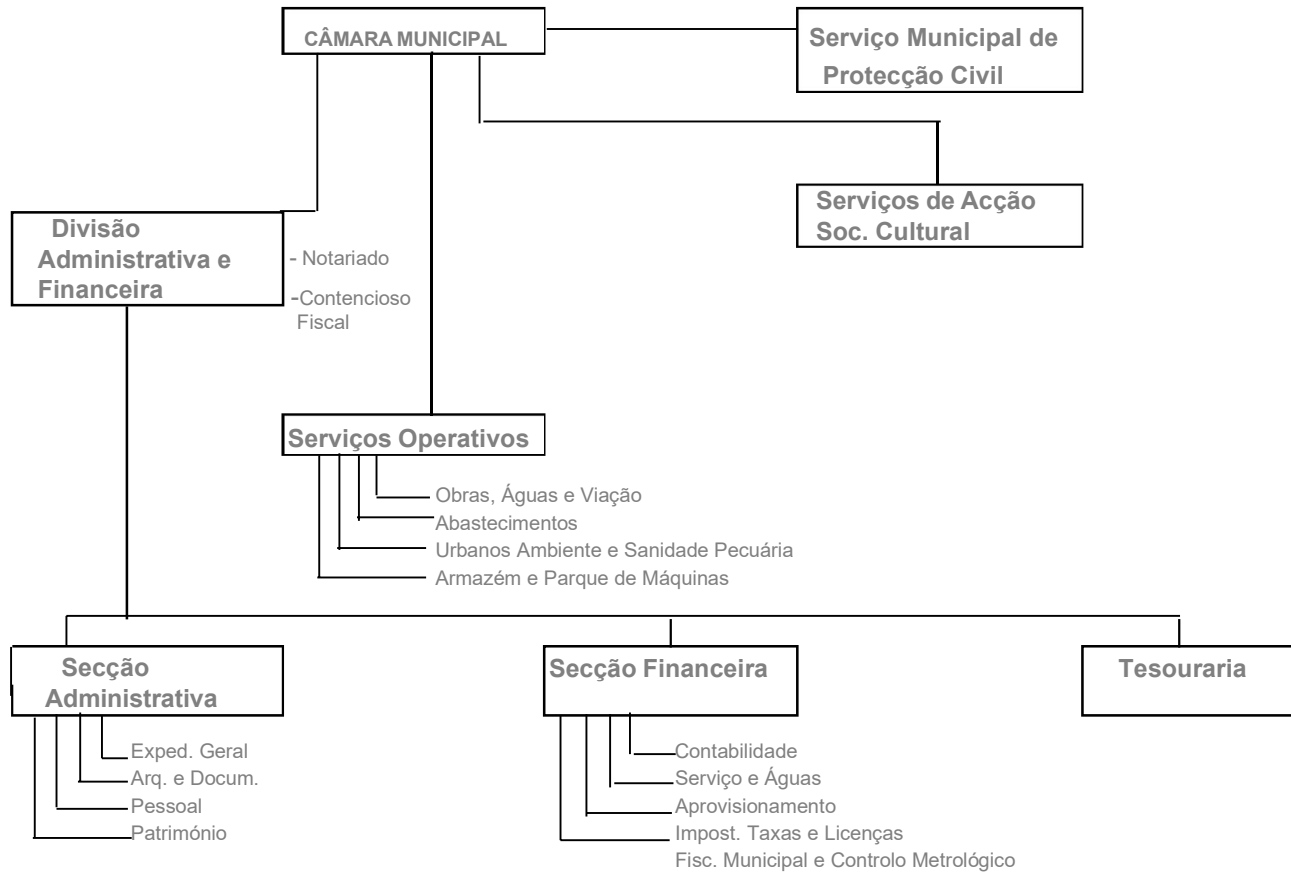 CÂMARA MUNICIPAL
Serviço Municipal de
Protecção Civil
Serviços de Acção
Soc. Cultural
Divisão
Administrativa e
Financeira
- Notariado
-Contencioso
Fiscal
Serviços Operativos
Obras, Águas e Viação
Abastecimentos
Urbanos Ambiente e Sanidade Pecuária
Armazém e Parque de Máquinas
Secção
Administrativa
Exped. Geral
Arq. e Docum.
Pessoal
Património
Secção Financeira
Contabilidade
Serviço e Águas
Aprovisionamento
Impost. Taxas e Licenças
Fisc. Municipal e Controlo Metrológico
Tesouraria